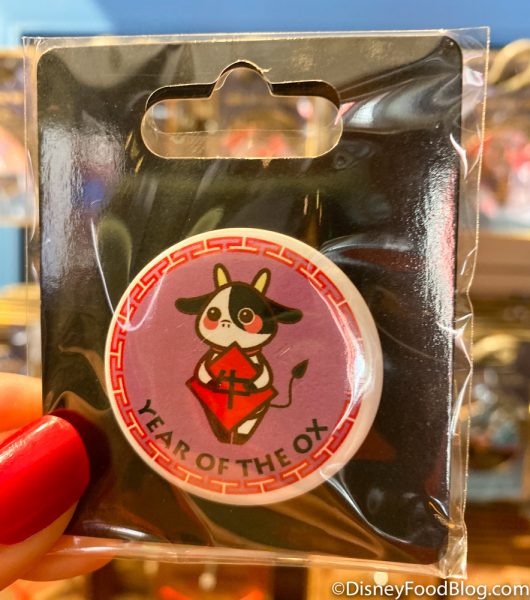 牛
YEAR OF THE OX
©DisneyFoodBlog.com